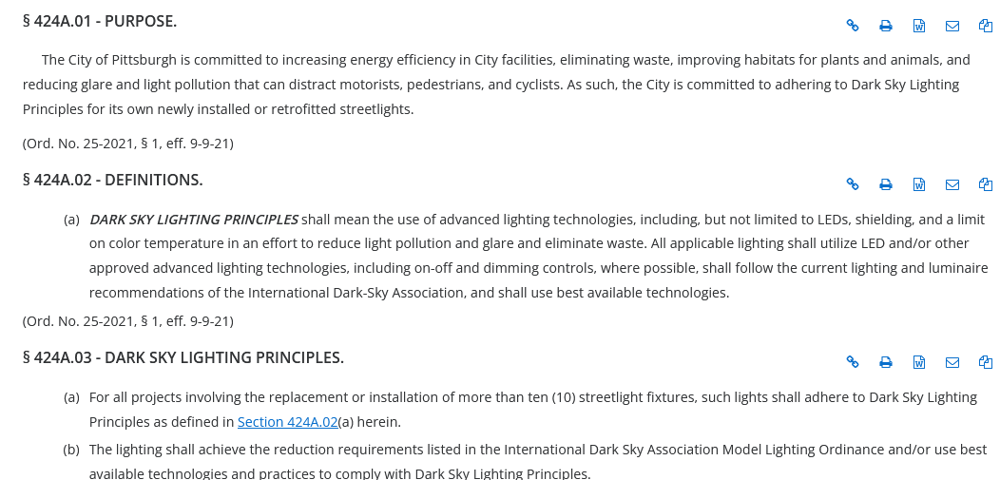 § 424A.01 - PURPOSE.
The City of Pittsburgh is committed to increasing energy efficiency in City facilities, eliminating waste, improving habitats for plants and animals, and
reducing glare and light pollution that can distract motorists, pedestrians, and cyclists. As such, the City is committed to adhering to Dark Sky Lighting
Principles for its own newly installed or retrofitted streetlights.
(Ord. No. 25-2021, § 1, eff. 9-9-21)
§ 424A.02 - DEFINITIONS.
(a) DARK SKY LIGHTING PRINCIPLES shall mean the use of advanced lighting technologies, including, but not limited to LEDs, shielding, and a limit
on color temperature in an effort to reduce light pollution and glare and eliminate waste. All applicable lighting shall utilize LED and/or other
approved advanced lighting technologies, including on-off and dimming controls, where possible, shall follow the current lighting and luminaire
recommendations of the International Dark-Sky Association, and shall use best available technologies.
(Ord. No. 25-2021, § 1, eff. 9-9-21)
§ 424A.03 - DARK SKY LIGHTING PRINCIPLES.
(a) For all projects involving the replacement or installation of more than ten (10) streetlight fixtures, such lights shall adhere to Dark Sky Lighting
Principles as defined in Section 424A.02(a) herein.
(b) The lighting shall achieve the reduction requirements listed in the International Dark Sky Association Model Lighting Ordinance and/or use best
available technologies and practices to comply with Dark Sky Lighting Principles.